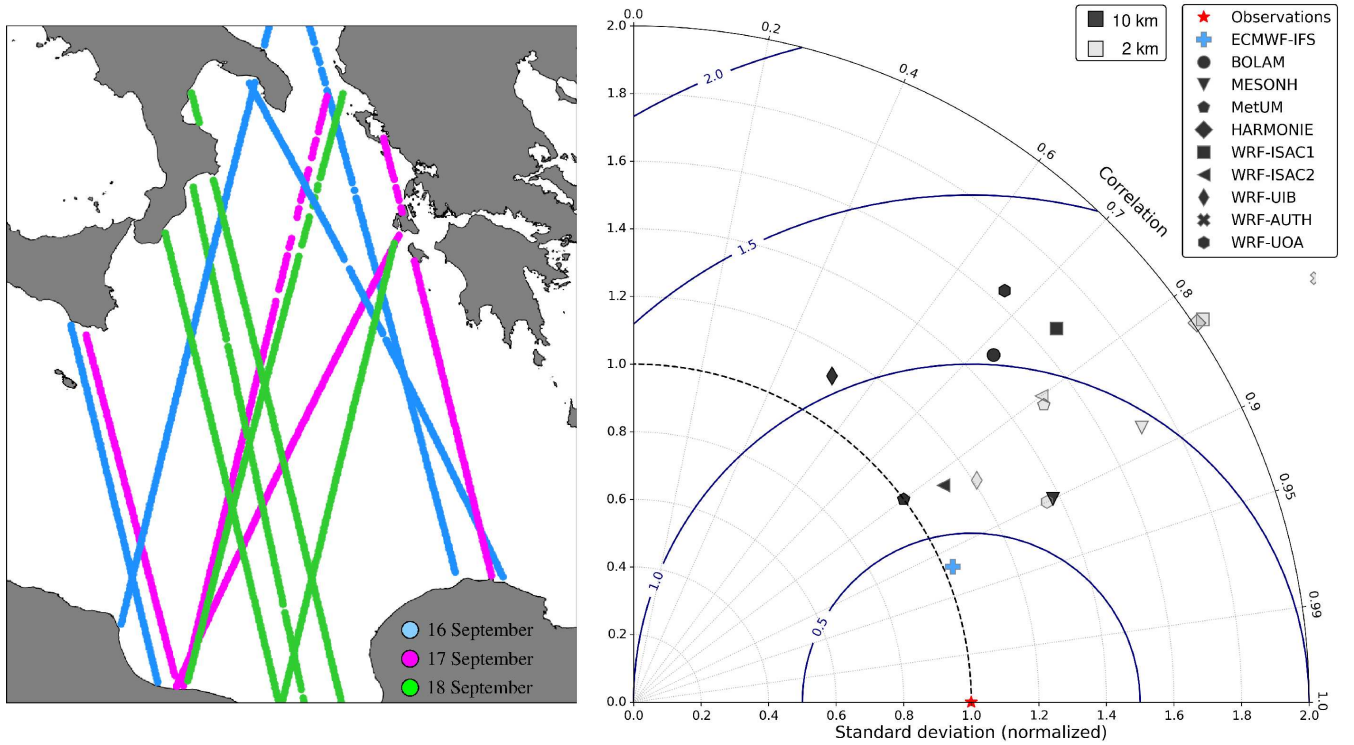 16 September
17 September
18 September
0.0
0.2
0.4
0.6
0.7
0.8
0.9
0.95
0.99
1.0
Correlation
2.0
1.8
1.6
1.4
1.2
1.0
0.8
0.6
0.4
0.2
0.0
2.0
1.5
1.0
0.5
0.0
0.2
0.4
0.6
0.8
1.0
1.2
1.4
1.6
1.8
2.0
Standard deviation (normalized)
10 km
2 km
Observations
ECMWF-IFS
BOLAM
MESONH
MetUM
HARMONIE
WRF-ISAC1
WRF-ISAC2
WRF-UIB
WRF-AUTH
WRF-UOA